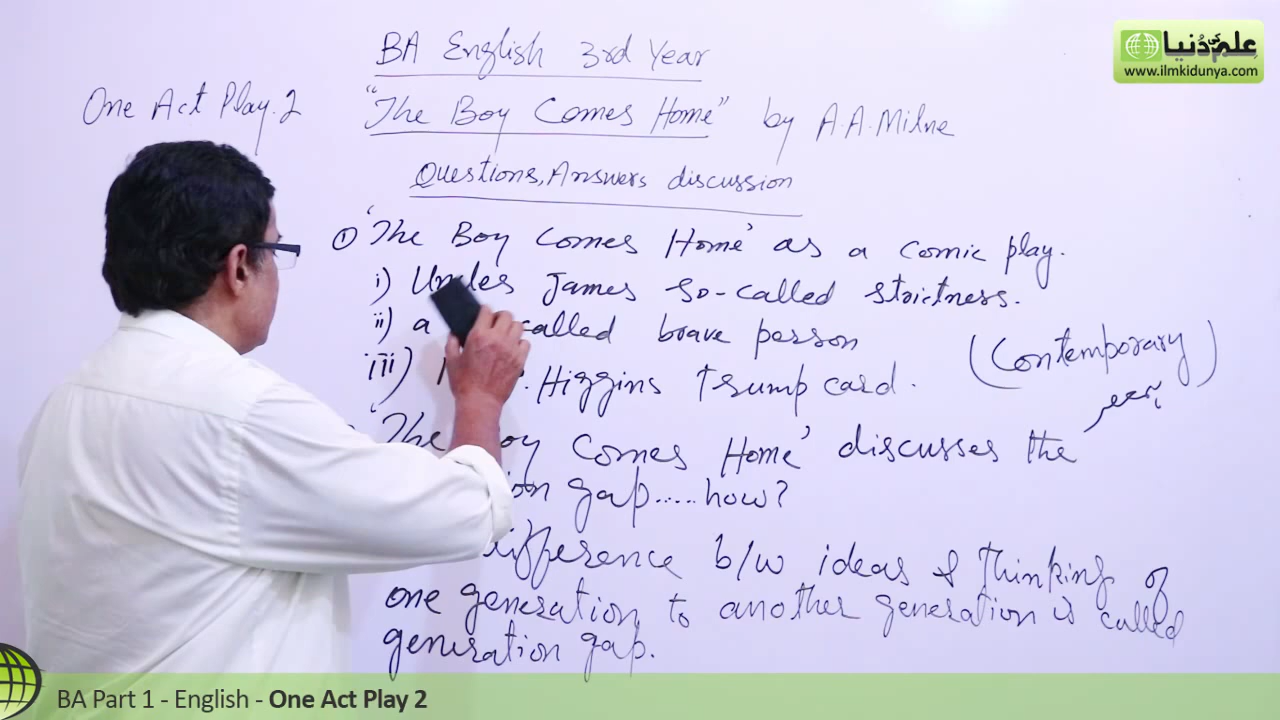 BA English 3rd Year
One Act Play.2
"The Boy Comes Home" by A.A.Milne
Questions, Answers discussion
① 'The Boy Comes Home' as a comic play.
i) Uncles James so-called strictness.
ii) a called brave person
(Contemporary)
iii) Higgins trump card.
'The Boy Comes Home' discusses the
gap.....how?
difference b/w ideas & thinking of
one generation to another generation is called
generation gap.
علم کی دُنیا
www.ilmkidunya.com
BA Part 1 - English - One Act Play 2